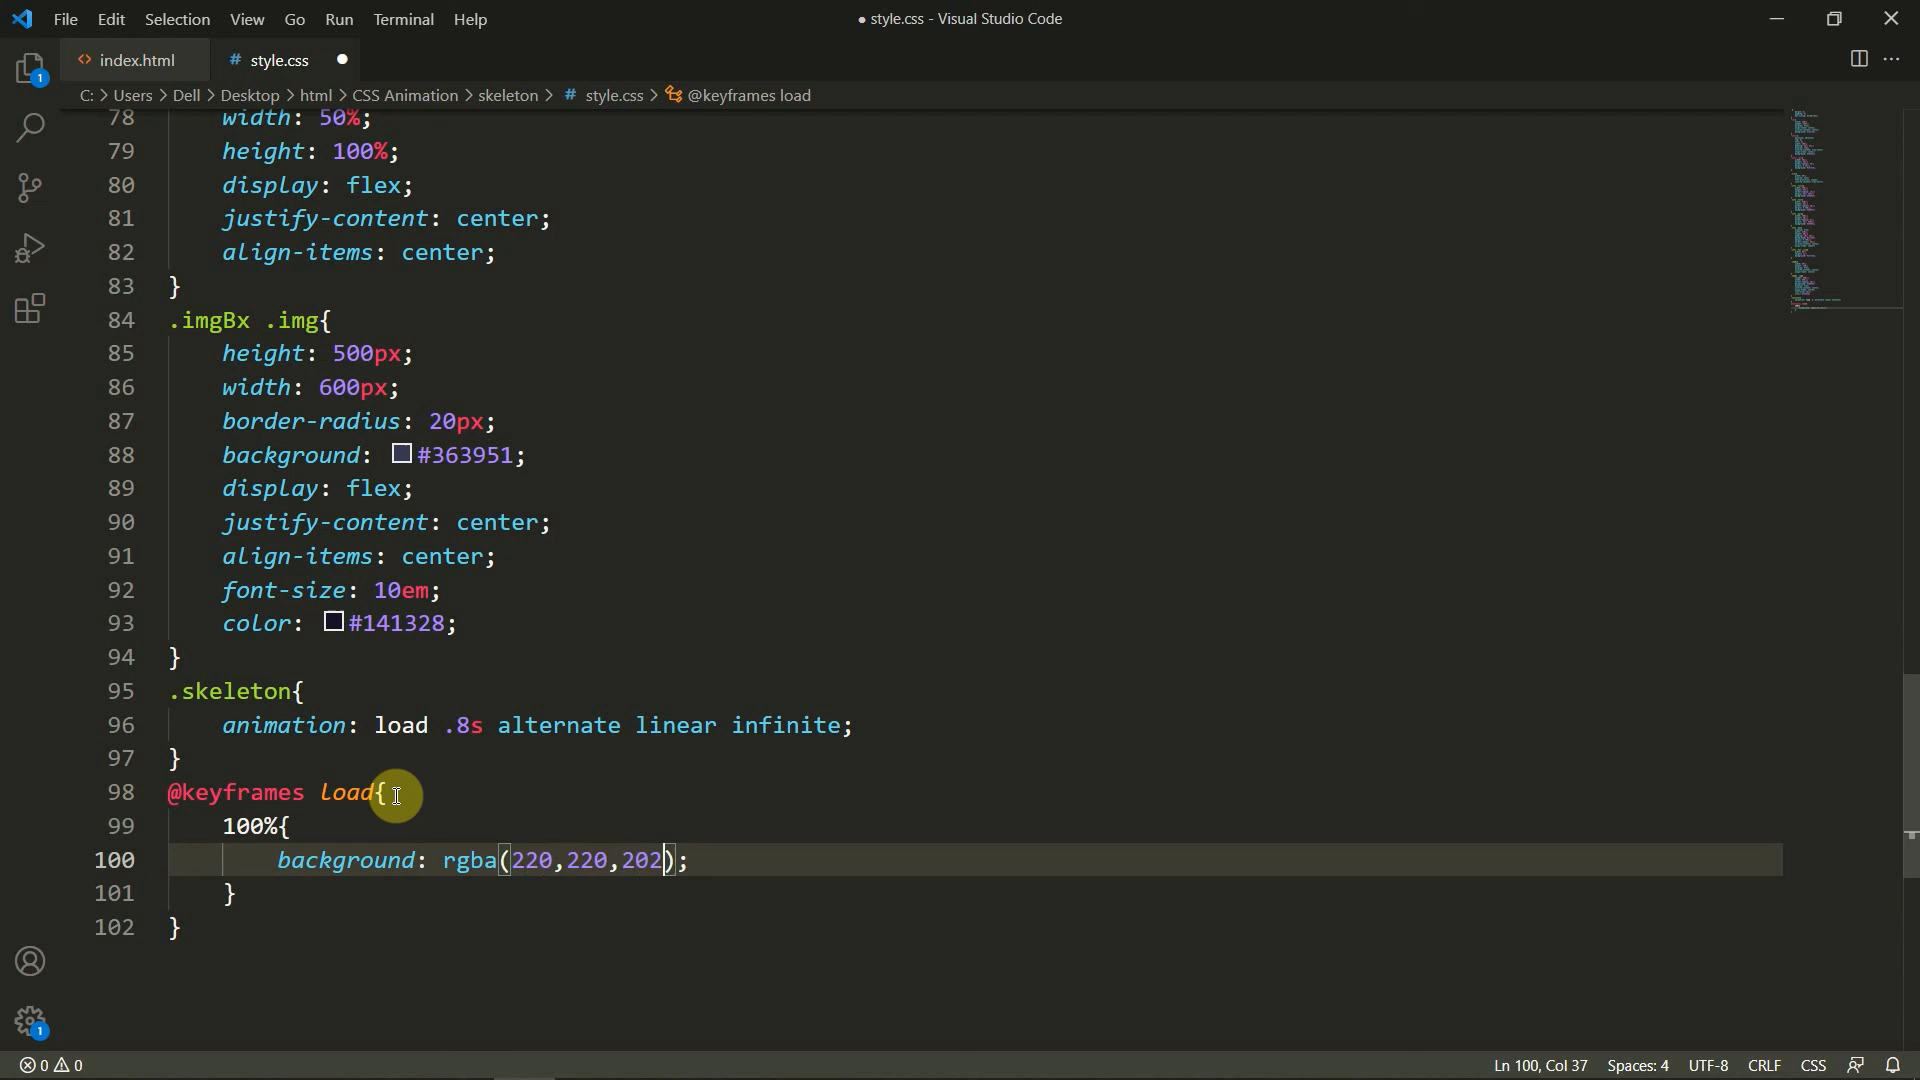 File Edit Selection View Go Run Terminal Help
● style.css - Visual Studio Code
<> index.html
# style.css ●
C: > Users > Dell > Desktop > html > CSS Animation > skeleton > # style.css > @keyframes load
78 width: 50%;
79 height: 100%;
80 display: flex;
81 justify-content: center;
82 align-items: center;
83 }
84 .imgBx .img{
85 height: 500px;
86 width: 600px;
87 border-radius: 20px;
88 background: #363951;
89 display: flex;
90 justify-content: center;
91 align-items: center;
92 font-size: 10em;
93 color: #141328;
94 }
95 .skeleton{
96 animation: load .8s alternate linear infinite;
97 }
98 @keyframes load{
99 100%{
100 background: rgba(220,220,202);
101 }
102 }
1
1
0 0
Ln 100, Col 37 Spaces: 4 UTF-8 CRLF CSS